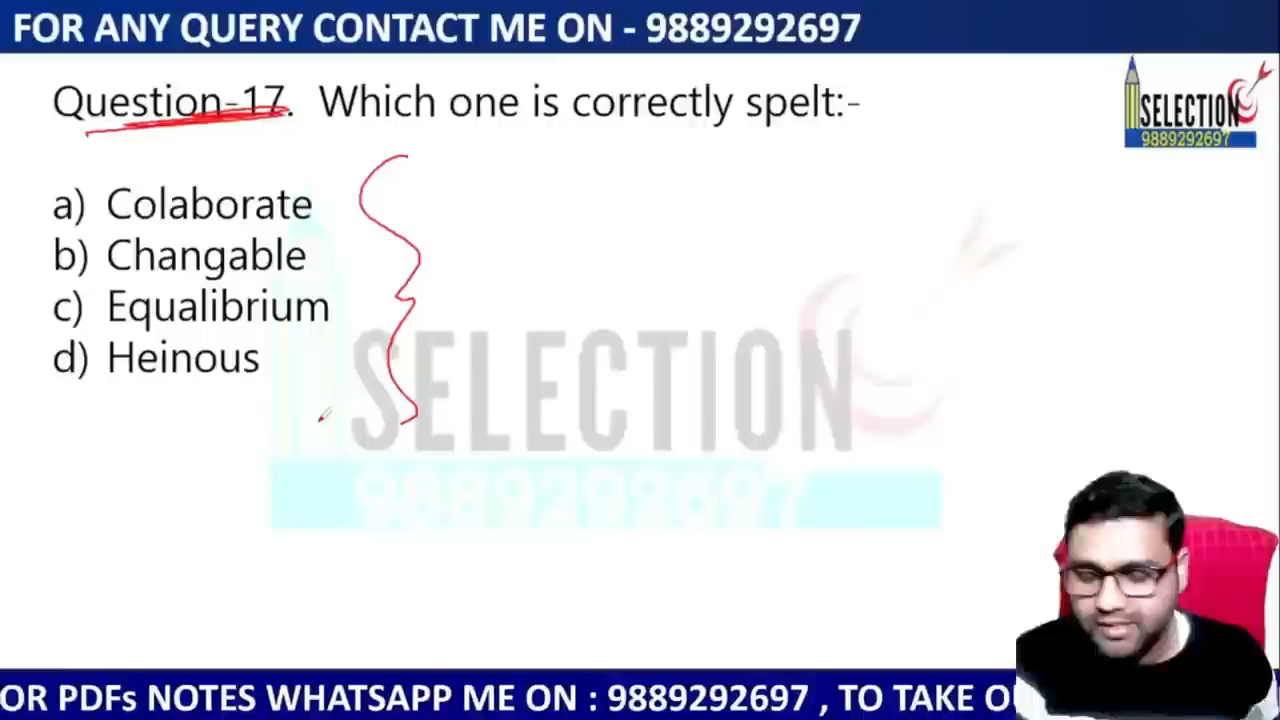 FOR ANY QUERY CONTACT ME ON - 9889292697
SELECTION
9889292697
Question-17. Which one is correctly spelt:-
a) Colaborate
b) Changable
c) Equalibrium
d) Heinous
SELECTION
9889292697
OR PDFs NOTES WHATSAPP ME ON : 9889292697 , TO TAKE